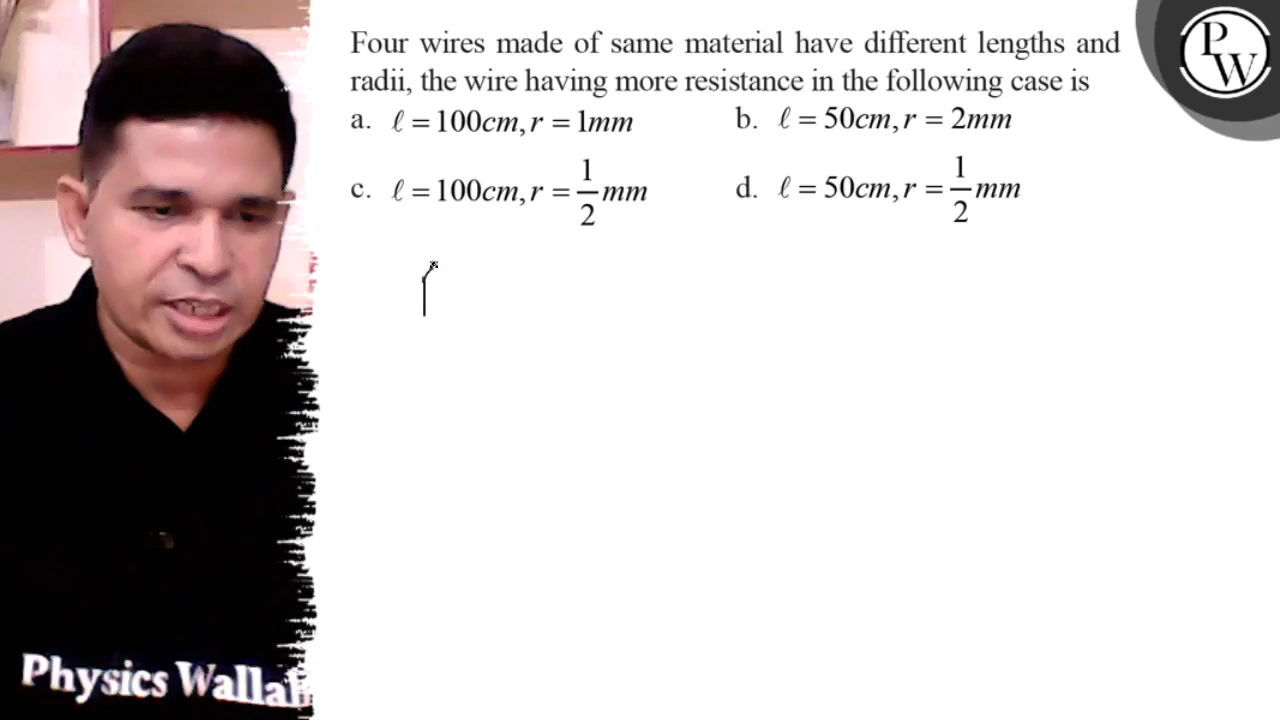 Four wires made of same material have different lengths and
radii, the wire having more resistance in the following case is
a. ℓ = 100cm, r = 1mm
b. ℓ = 50cm, r = 2mm
c. ℓ = 100cm, r = 1/2 mm
d. ℓ = 50cm, r = 1/2 mm
PW
Physics Wallah